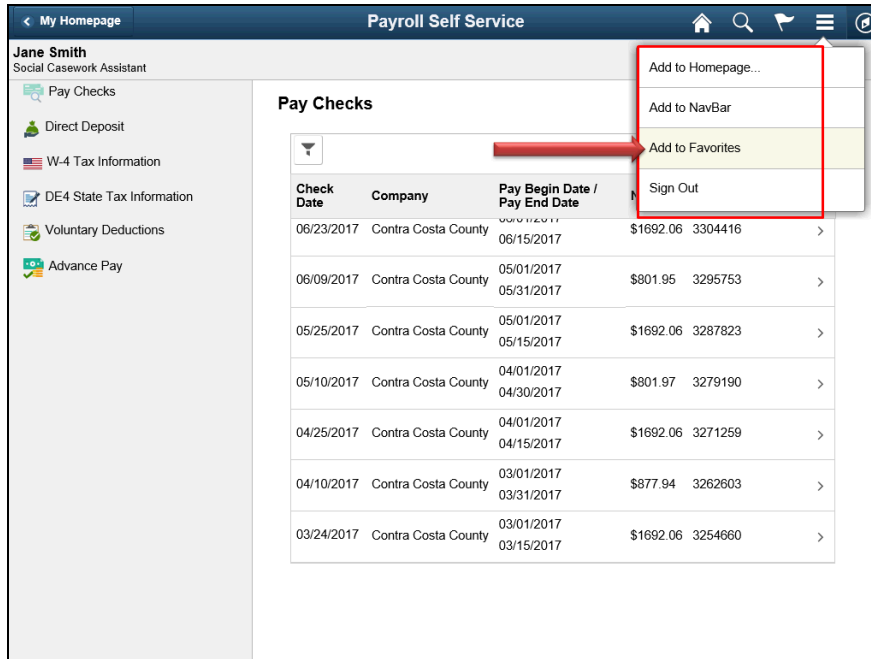 My Homepage
Payroll Self Service
Jane Smith
Social Casework Assistant
Pay Checks
Direct Deposit
W-4 Tax Information
DE4 State Tax Information
Voluntary Deductions
Advance Pay
Add to Homepage...
Add to NavBar
Add to Favorites
Sign Out
Pay Checks
Check Date
Company
Pay Begin Date /
Pay End Date
06/23/2017 Contra Costa County 06/15/2017 $1692.06 3304416
05/01/2017
06/09/2017 Contra Costa County $801.95 3295753
05/31/2017
05/01/2017
05/25/2017 Contra Costa County $1692.06 3287823
05/15/2017
04/01/2017
05/10/2017 Contra Costa County $801.97 3279190
04/30/2017
04/01/2017
04/25/2017 Contra Costa County $1692.06 3271259
04/15/2017
03/01/2017
04/10/2017 Contra Costa County $877.94 3262603
03/31/2017
03/01/2017
03/24/2017 Contra Costa County $1692.06 3254660
03/15/2017